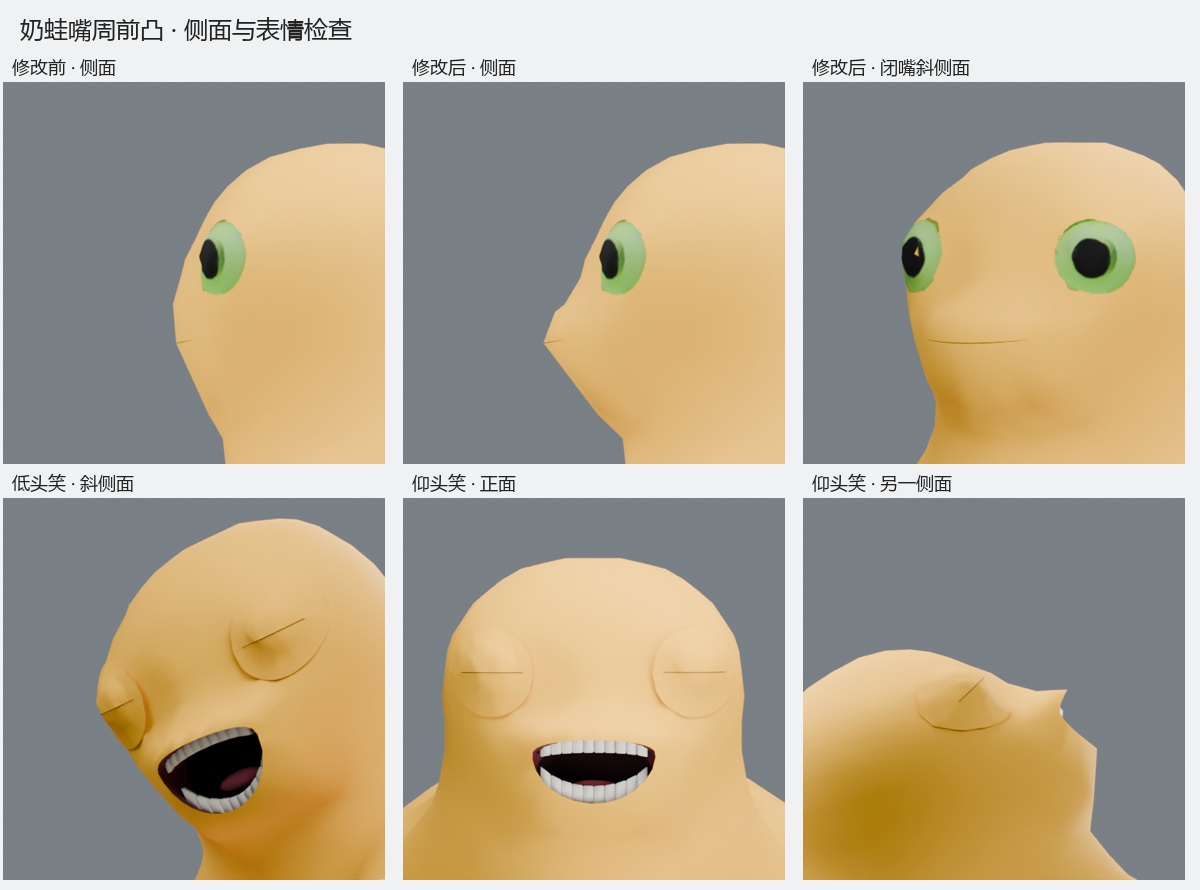 奶蛙嘴周前凸 · 侧面与表情检查
修改前 · 侧面
修改后 · 侧面
修改后 · 闭嘴斜侧面
低头笑 · 斜侧面
仰头笑 · 正面
仰头笑 · 另一侧面